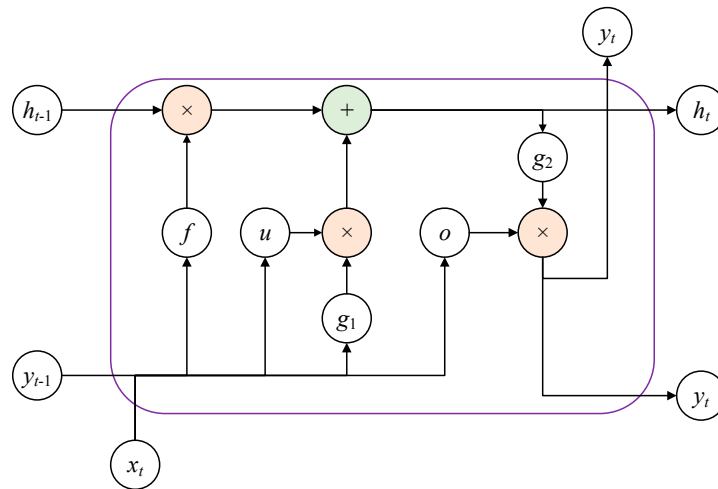 y_t
h_{t-1}
×
+
h_t
g_2
f
u
×
o
×
g_1
y_{t-1}
y_t
x_t